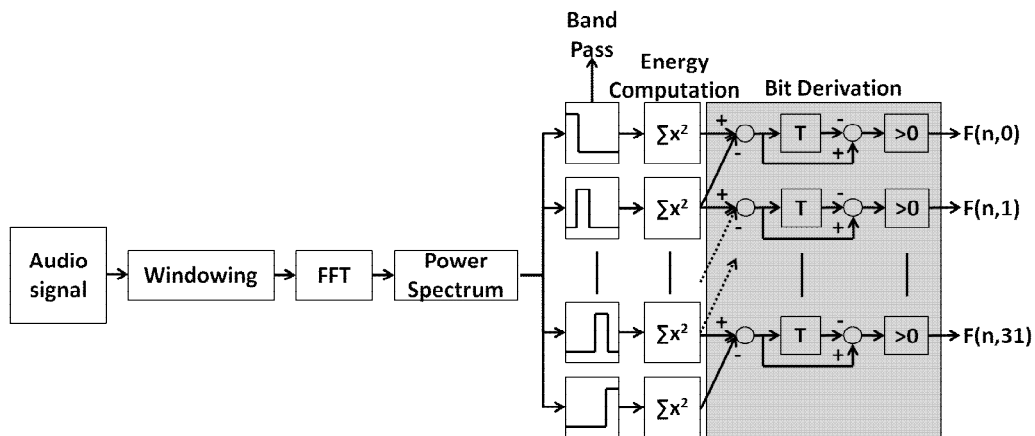 Band
Pass
Energy
Computation
Bit Derivation
∑x²
+
-
T
-
+
>0
F(n,0)
∑x²
+
-
T
-
+
>0
F(n,1)
Audio
signal
Windowing
FFT
Power
Spectrum
∑x²
+
-
T
-
+
>0
F(n,31)
∑x²